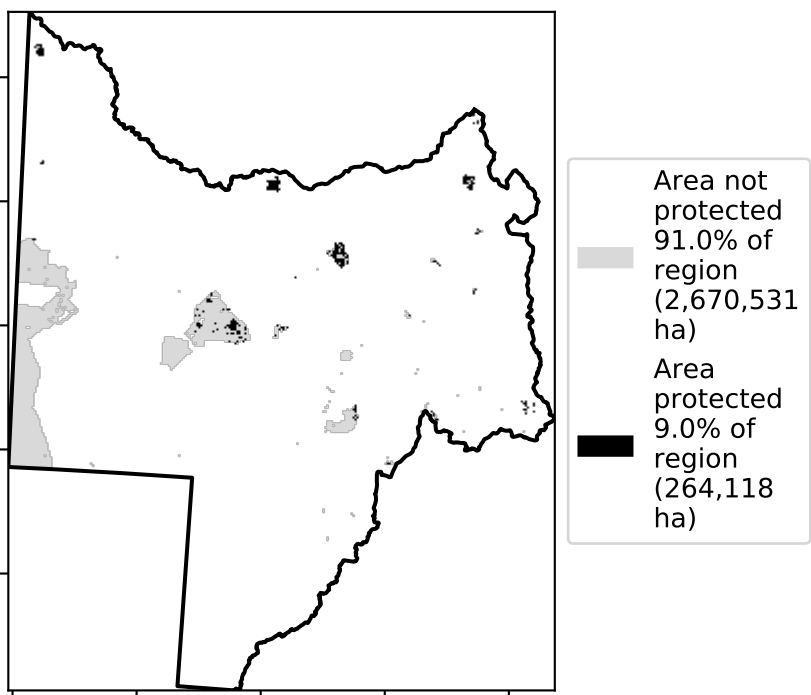 Area not
protected
91.0% of
region
(2,670,531
ha)
Area
protected
9.0% of
region
(264,118
ha)